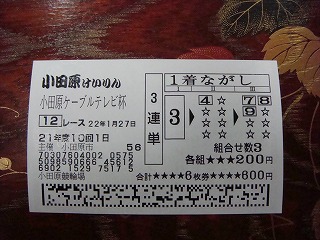 小田原けいりん
小田原ケーブルテレビ杯
12 レース 22年1月27日
21年度10回1日
主催 小田原市 56
小田原競輪場
3連単
1着ながし
3 ▶ 4 ▶ 7 8
9
組合せ数3
各組★★★200円
合計★★★★6枚券★★★★600円